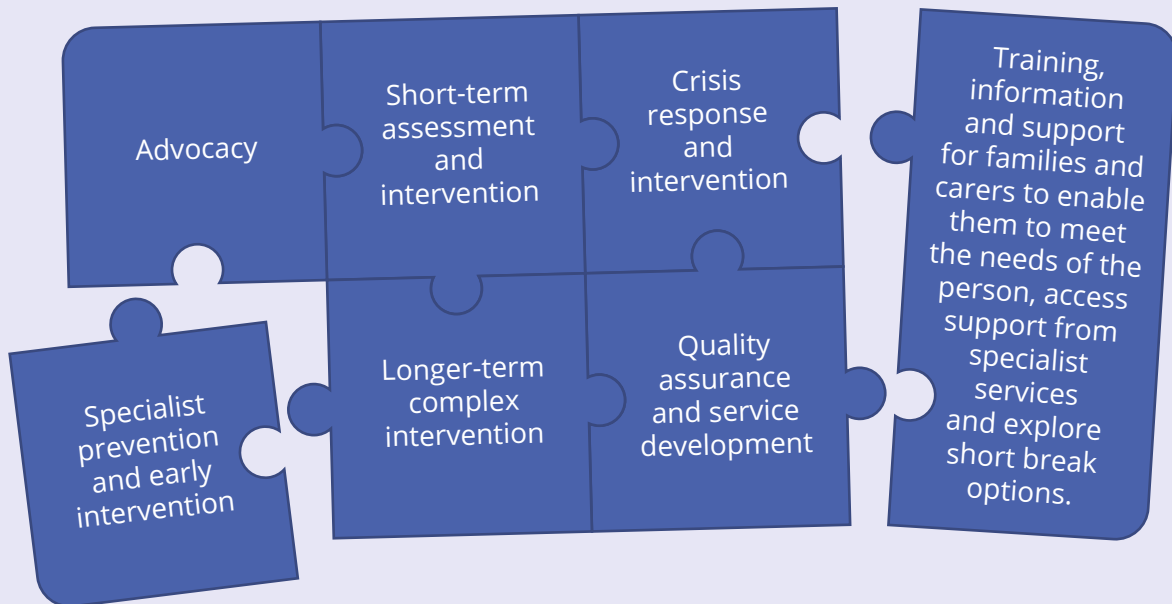 Advocacy
Short-term
assessment
and
intervention
Crisis
response
and
intervention
Training,
information
and support
for families and
carers to enable
them to meet
the needs of the
person, access
support from
specialist
services
and explore
short break
options.
Specialist
prevention
and early
intervention
Longer-term
complex
intervention
Quality
assurance
and service
development